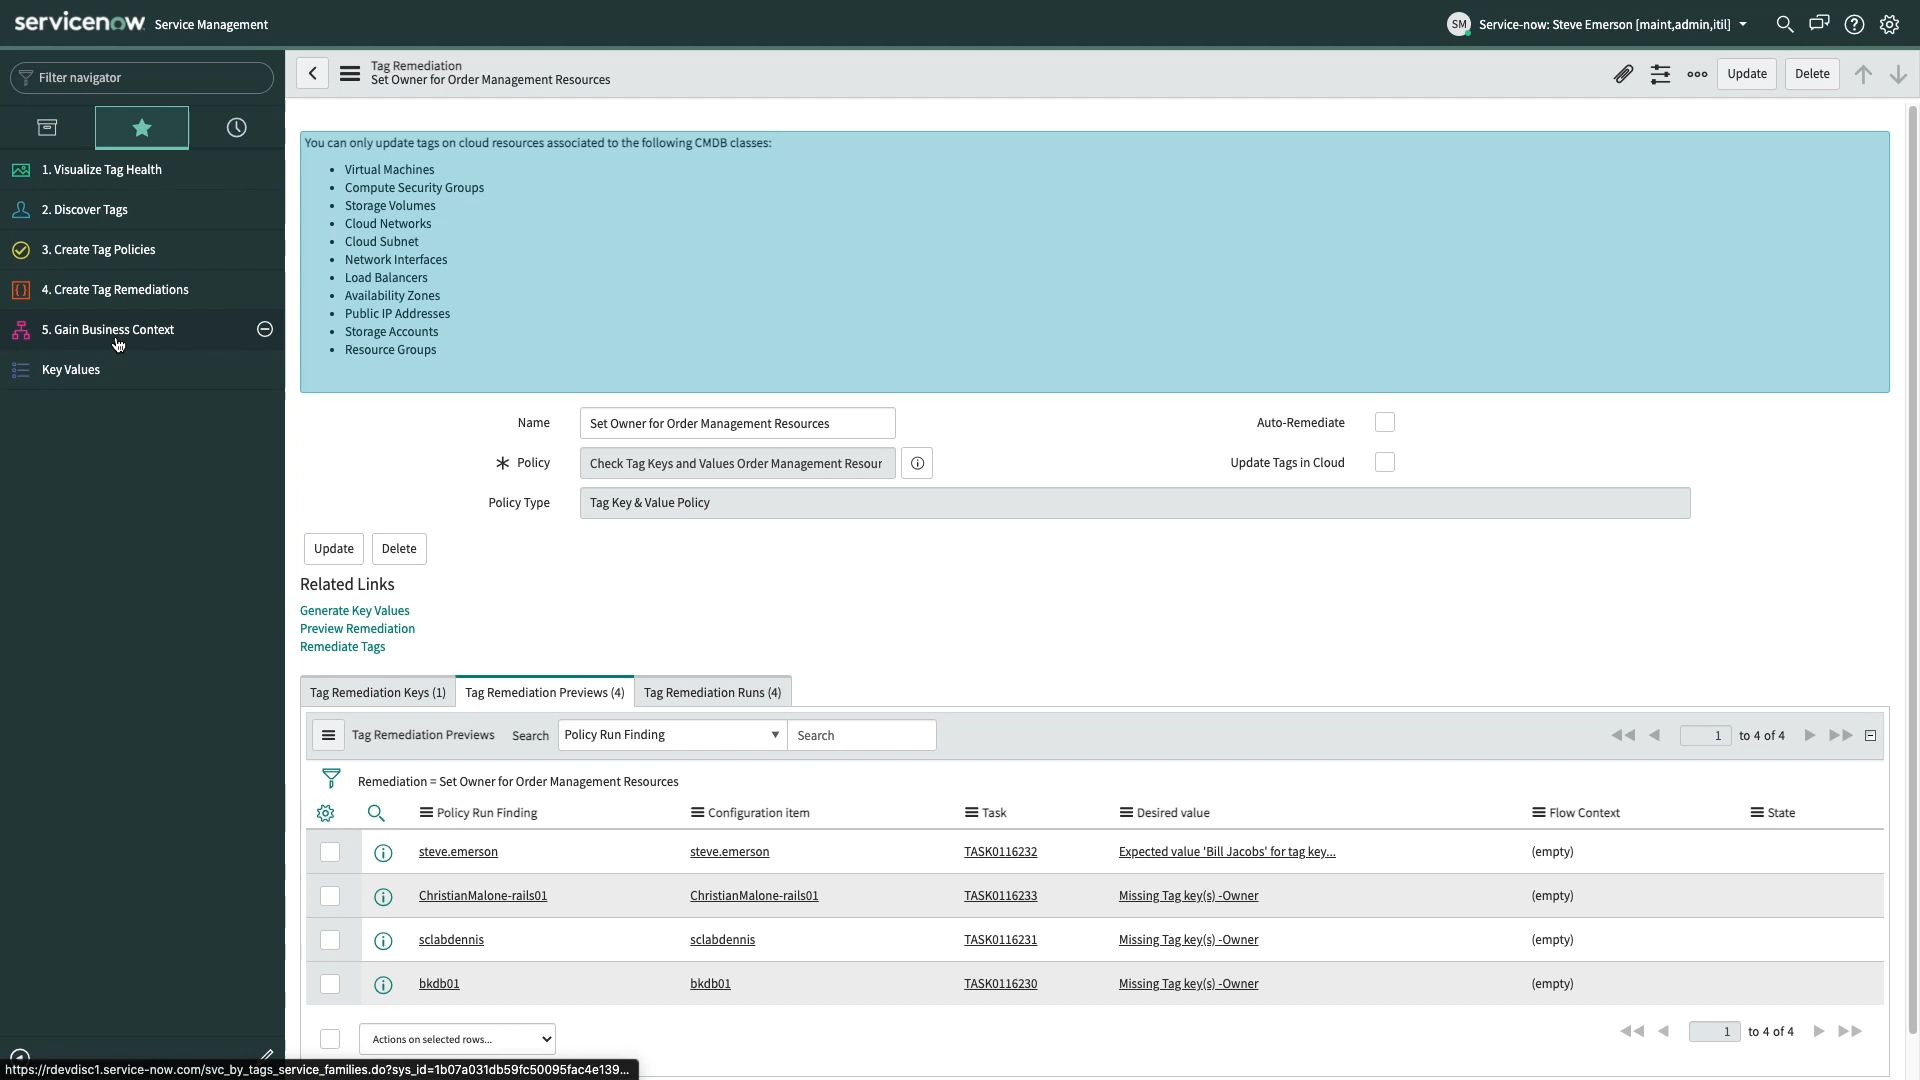 servicenow Service Management
SM Service-now: Steve Emerson [maint,admin,itil]
Filter navigator
1. Visualize Tag Health
2. Discover Tags
3. Create Tag Policies
4. Create Tag Remediations
5. Gain Business Context
Key Values
Tag Remediation
Set Owner for Order Management Resources
Update Delete
You can only update tags on cloud resources associated to the following CMDB classes:
• Virtual Machines
• Compute Security Groups
• Storage Volumes
• Cloud Networks
• Cloud Subnet
• Network Interfaces
• Load Balancers
• Availability Zones
• Public IP Addresses
• Storage Accounts
• Resource Groups
Name Set Owner for Order Management Resources Auto-Remediate
Policy Check Tag Keys and Values Order Management Resour Update Tags in Cloud
Policy Type Tag Key & Value Policy
Update Delete
Related Links
Generate Key Values
Preview Remediation
Remediate Tags
Tag Remediation Keys (1) Tag Remediation Previews (4) Tag Remediation Runs (4)
Tag Remediation Previews Search Policy Run Finding Search 1 to 4 of 4
Remediation = Set Owner for Order Management Resources
Policy Run Finding Configuration item Task Desired value Flow Context State
steve.emerson steve.emerson TASK0116232 Expected value 'Bill Jacobs' for tag key... (empty)
ChristianMalone-rails01 ChristianMalone-rails01 TASK0116233 Missing Tag key(s) -Owner (empty)
sclabdennis sclabdennis TASK0116231 Missing Tag key(s) -Owner (empty)
bkdb01 bkdb01 TASK0116230 Missing Tag key(s) -Owner (empty)
Actions on selected rows... 1 to 4 of 4
https://rdevdisc1.service-now.com/svc_by_tags_service_families.do?sys_id=1b07a031db59fc50095fac4e139...